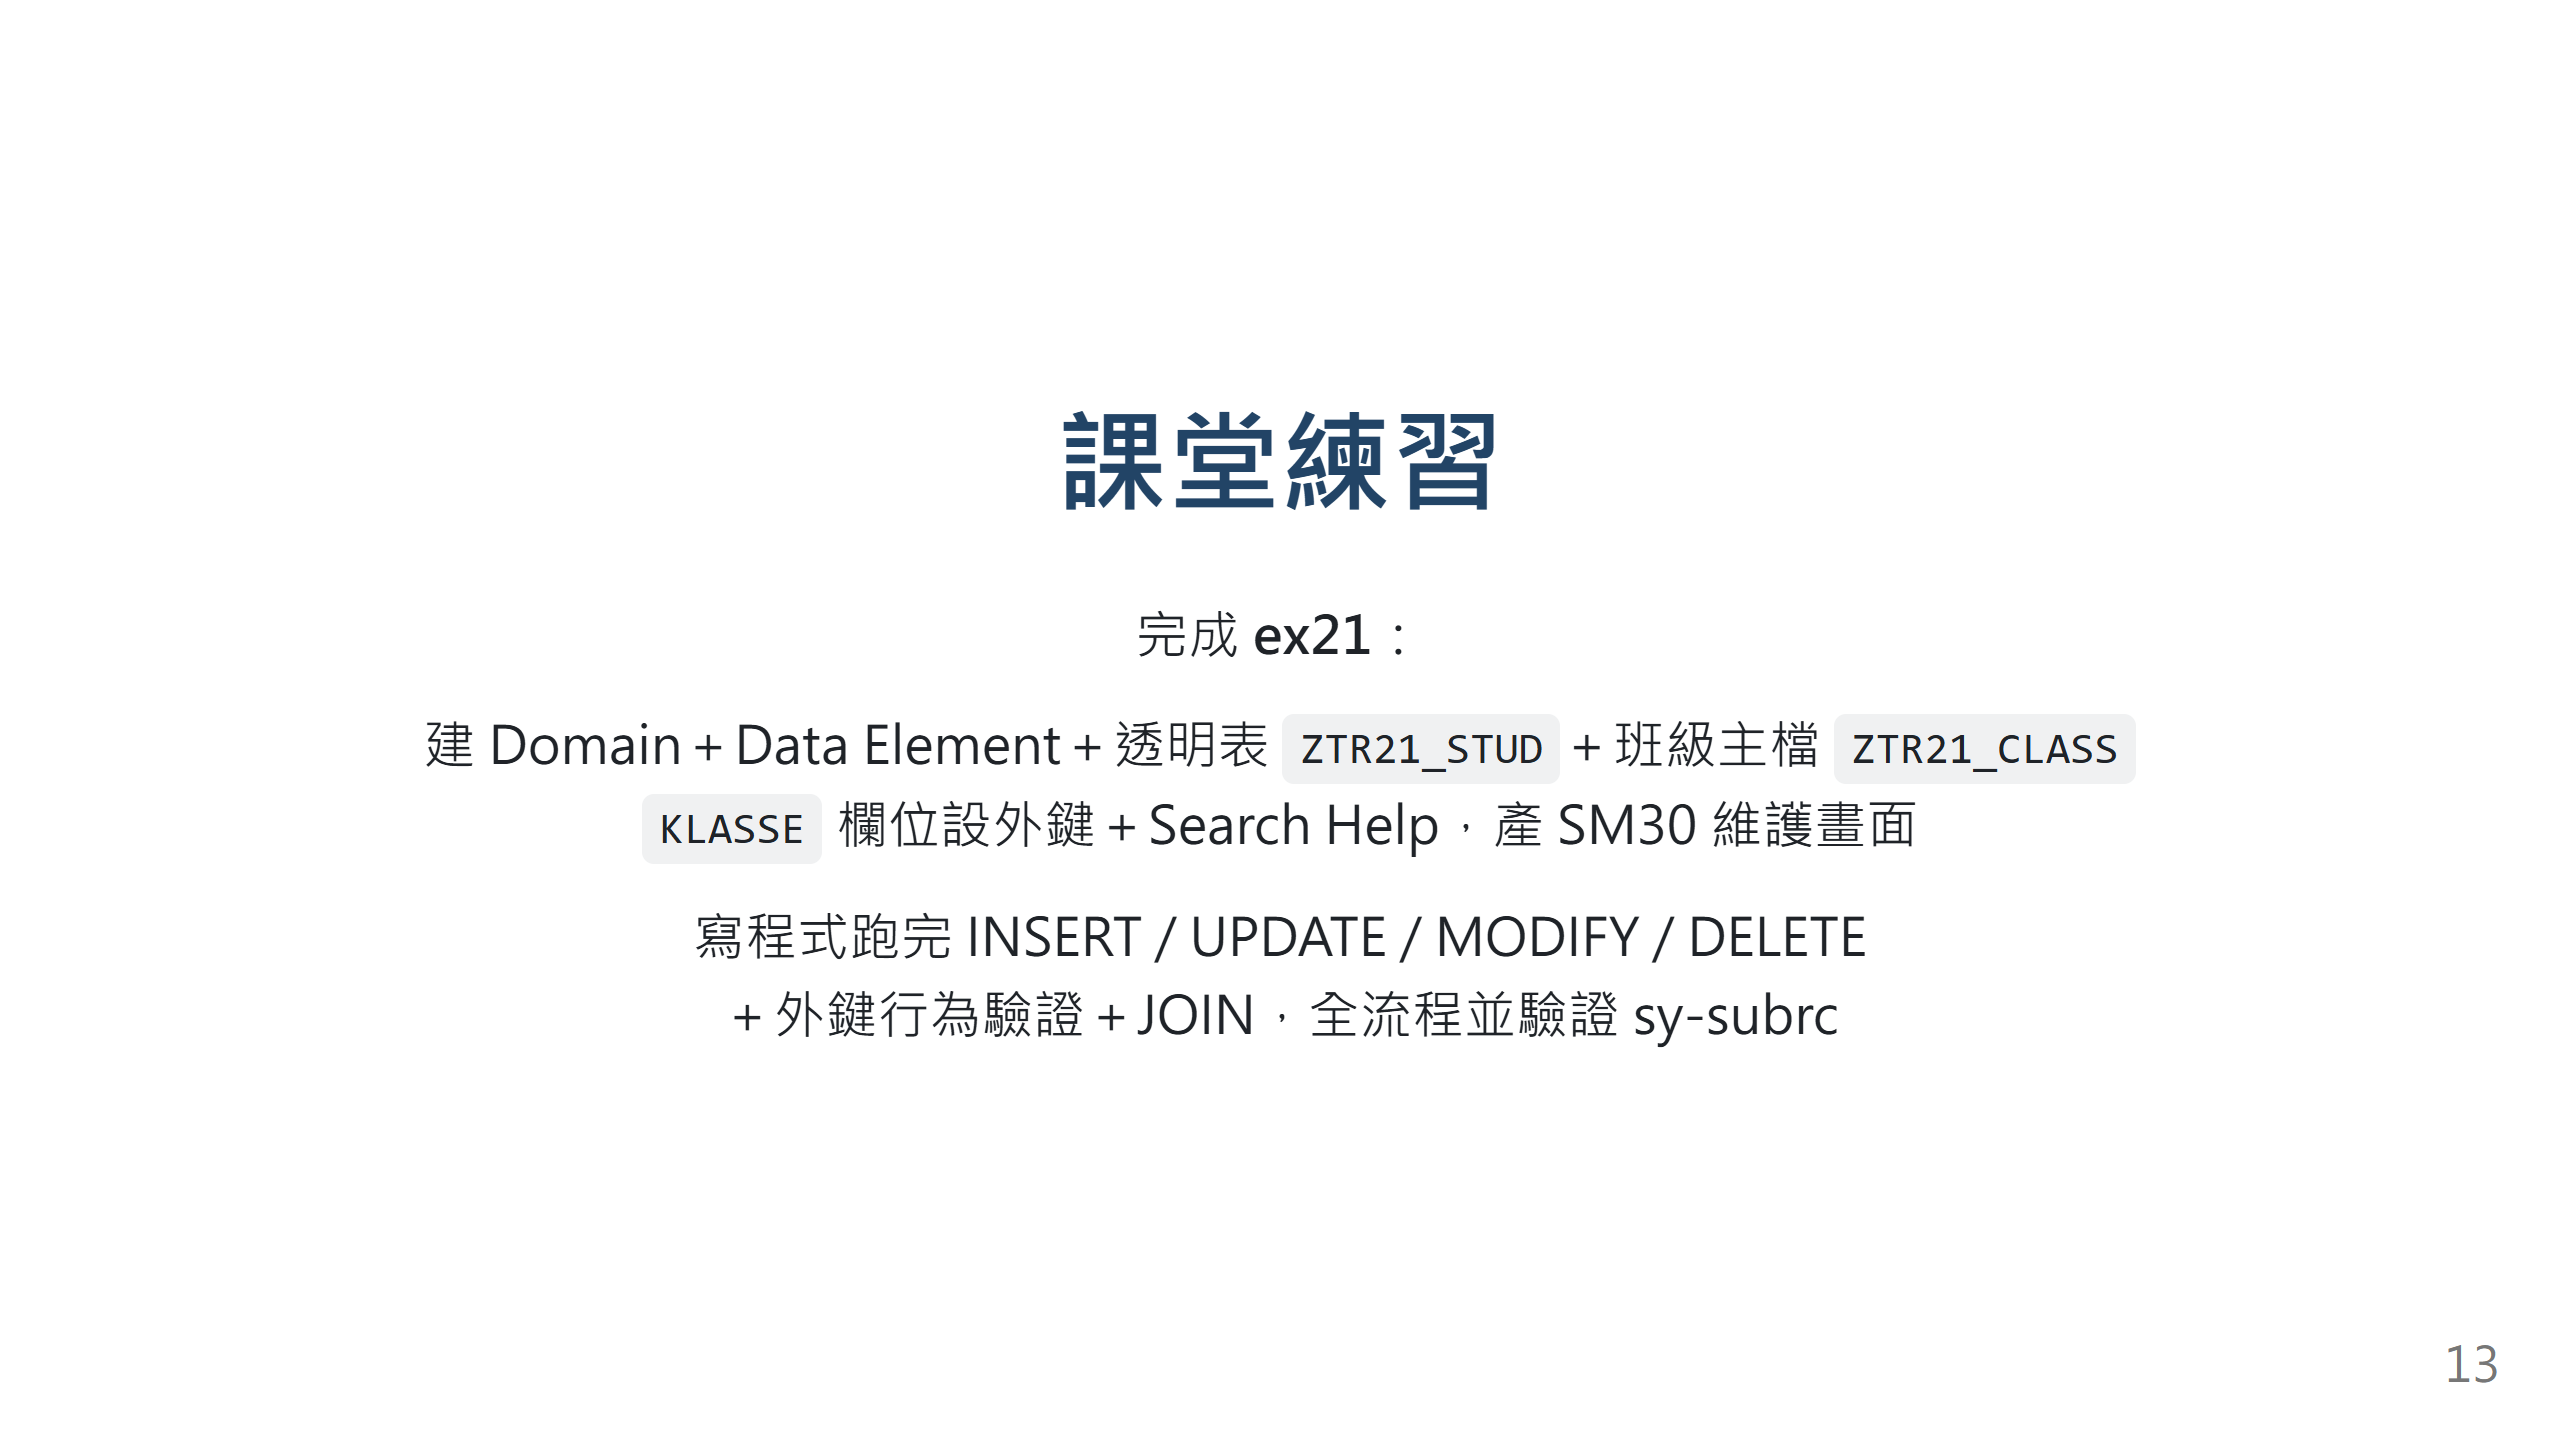 課堂練習
完成 ex21：
建 Domain + Data Element + 透明表 ZTR21_STUD + 班級主檔 ZTR21_CLASS
KLASSE 欄位設外鍵 + Search Help，產 SM30 維護畫面
寫程式跑完 INSERT / UPDATE / MODIFY / DELETE
+ 外鍵行為驗證 + JOIN，全流程並驗證 sy-subrc
13